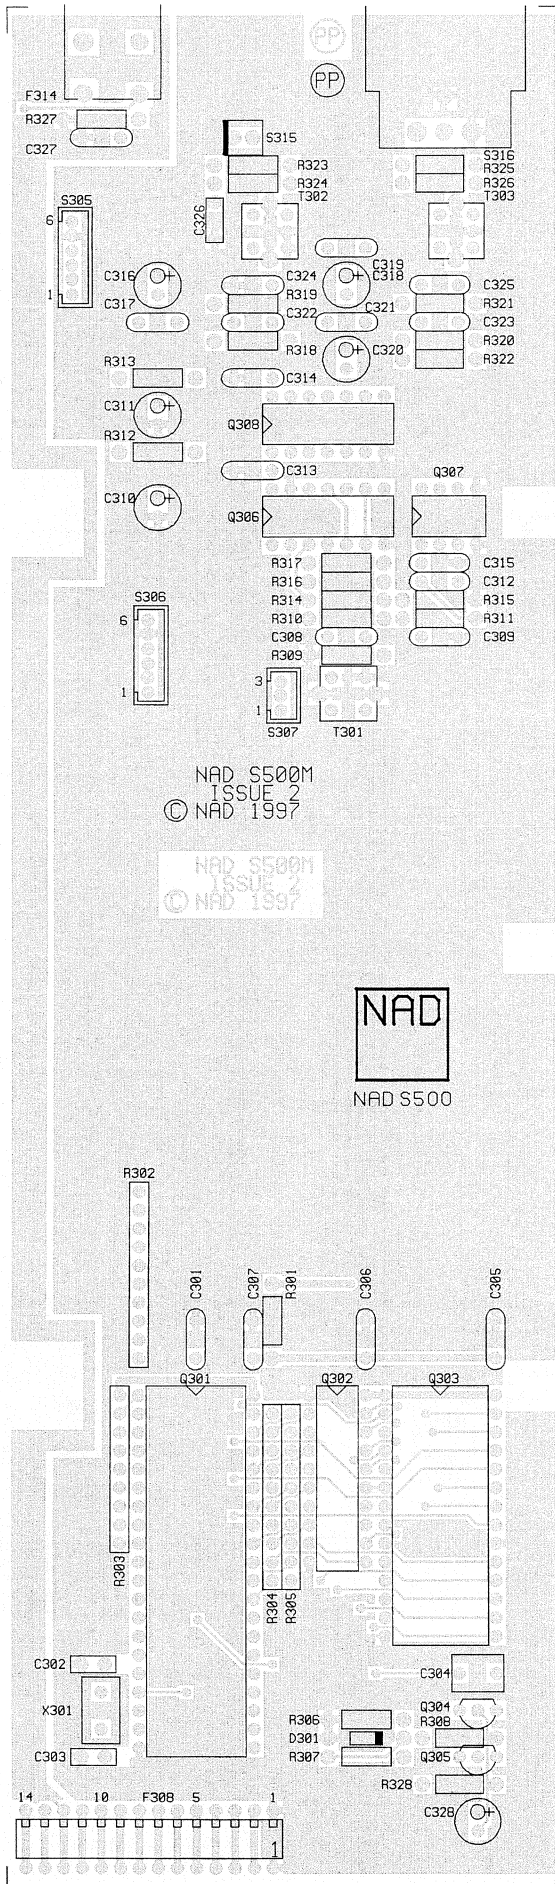 PP
PP
F314
R327
C327
S315
S316
R323
R325
R324
R326
T302
T303
S305
6
C326
1
C316
C317
C319
C318
C324
C325
R319
R321
C322
C321
C323
R320
R318
C320
R322
R313
C314
C311
R312
Q308
C313
Q307
C310
Q306
R317
C315
R316
C312
S306
R314
R315
6
R310
R311
C308
C309
R309
1
3
1
S307
T301
NAD S500M
ISSUE 2
© NAD 1997
NAD S500M
ISSUE 2
© NAD 1997
NAD
NAD S500
R302
C301
C307
R301
C306
C305
Q301
Q302
Q303
R303
R304
R305
C302
C304
X301
Q304
R306
R308
D301
C303
R307
Q305
R328
14
10
F308
5
1
C328
1